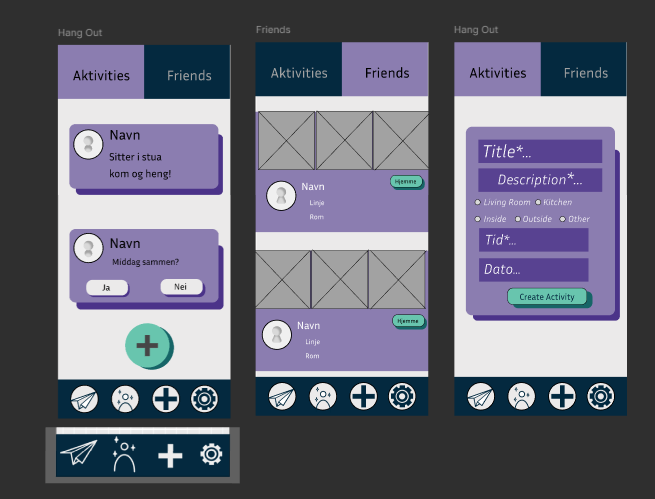 Hang Out
Aktivities
Friends
Navn
Sitter i stua
kom og heng!
Navn
Middag sammen?
Ja
Nei
Friends
Aktivities
Friends
Hjemme
Navn
Linje
Rom
Hjemme
Navn
Linje
Rom
Hang Out
Aktivities
Friends
Title*...
Description*...
Living Room
Kitchen
Inside
Outside
Other
Tid*...
Dato...
Create Activity